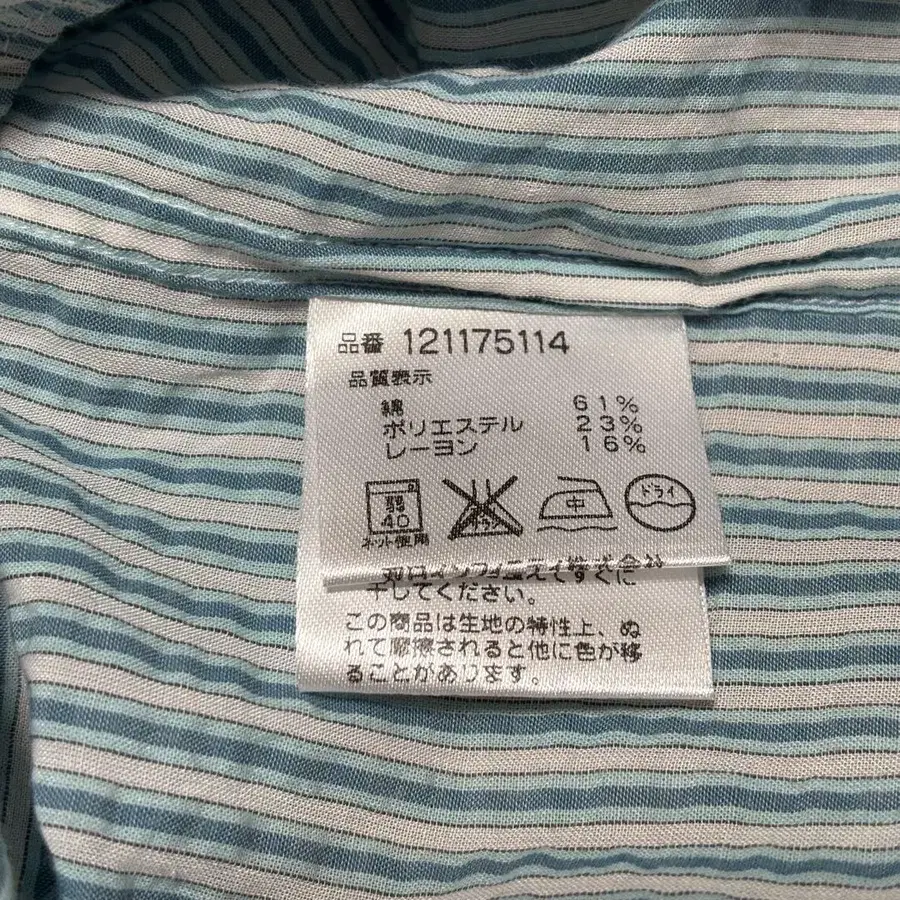 品番 121175114
品質表示
綿 61%
ポリエステル 23%
レーヨン 16%
弱
40
ネット使用
中
ドライ
干してください。
この商品は生地の特性上、ぬ
れて摩擦されると他に色が移
ることがあります。